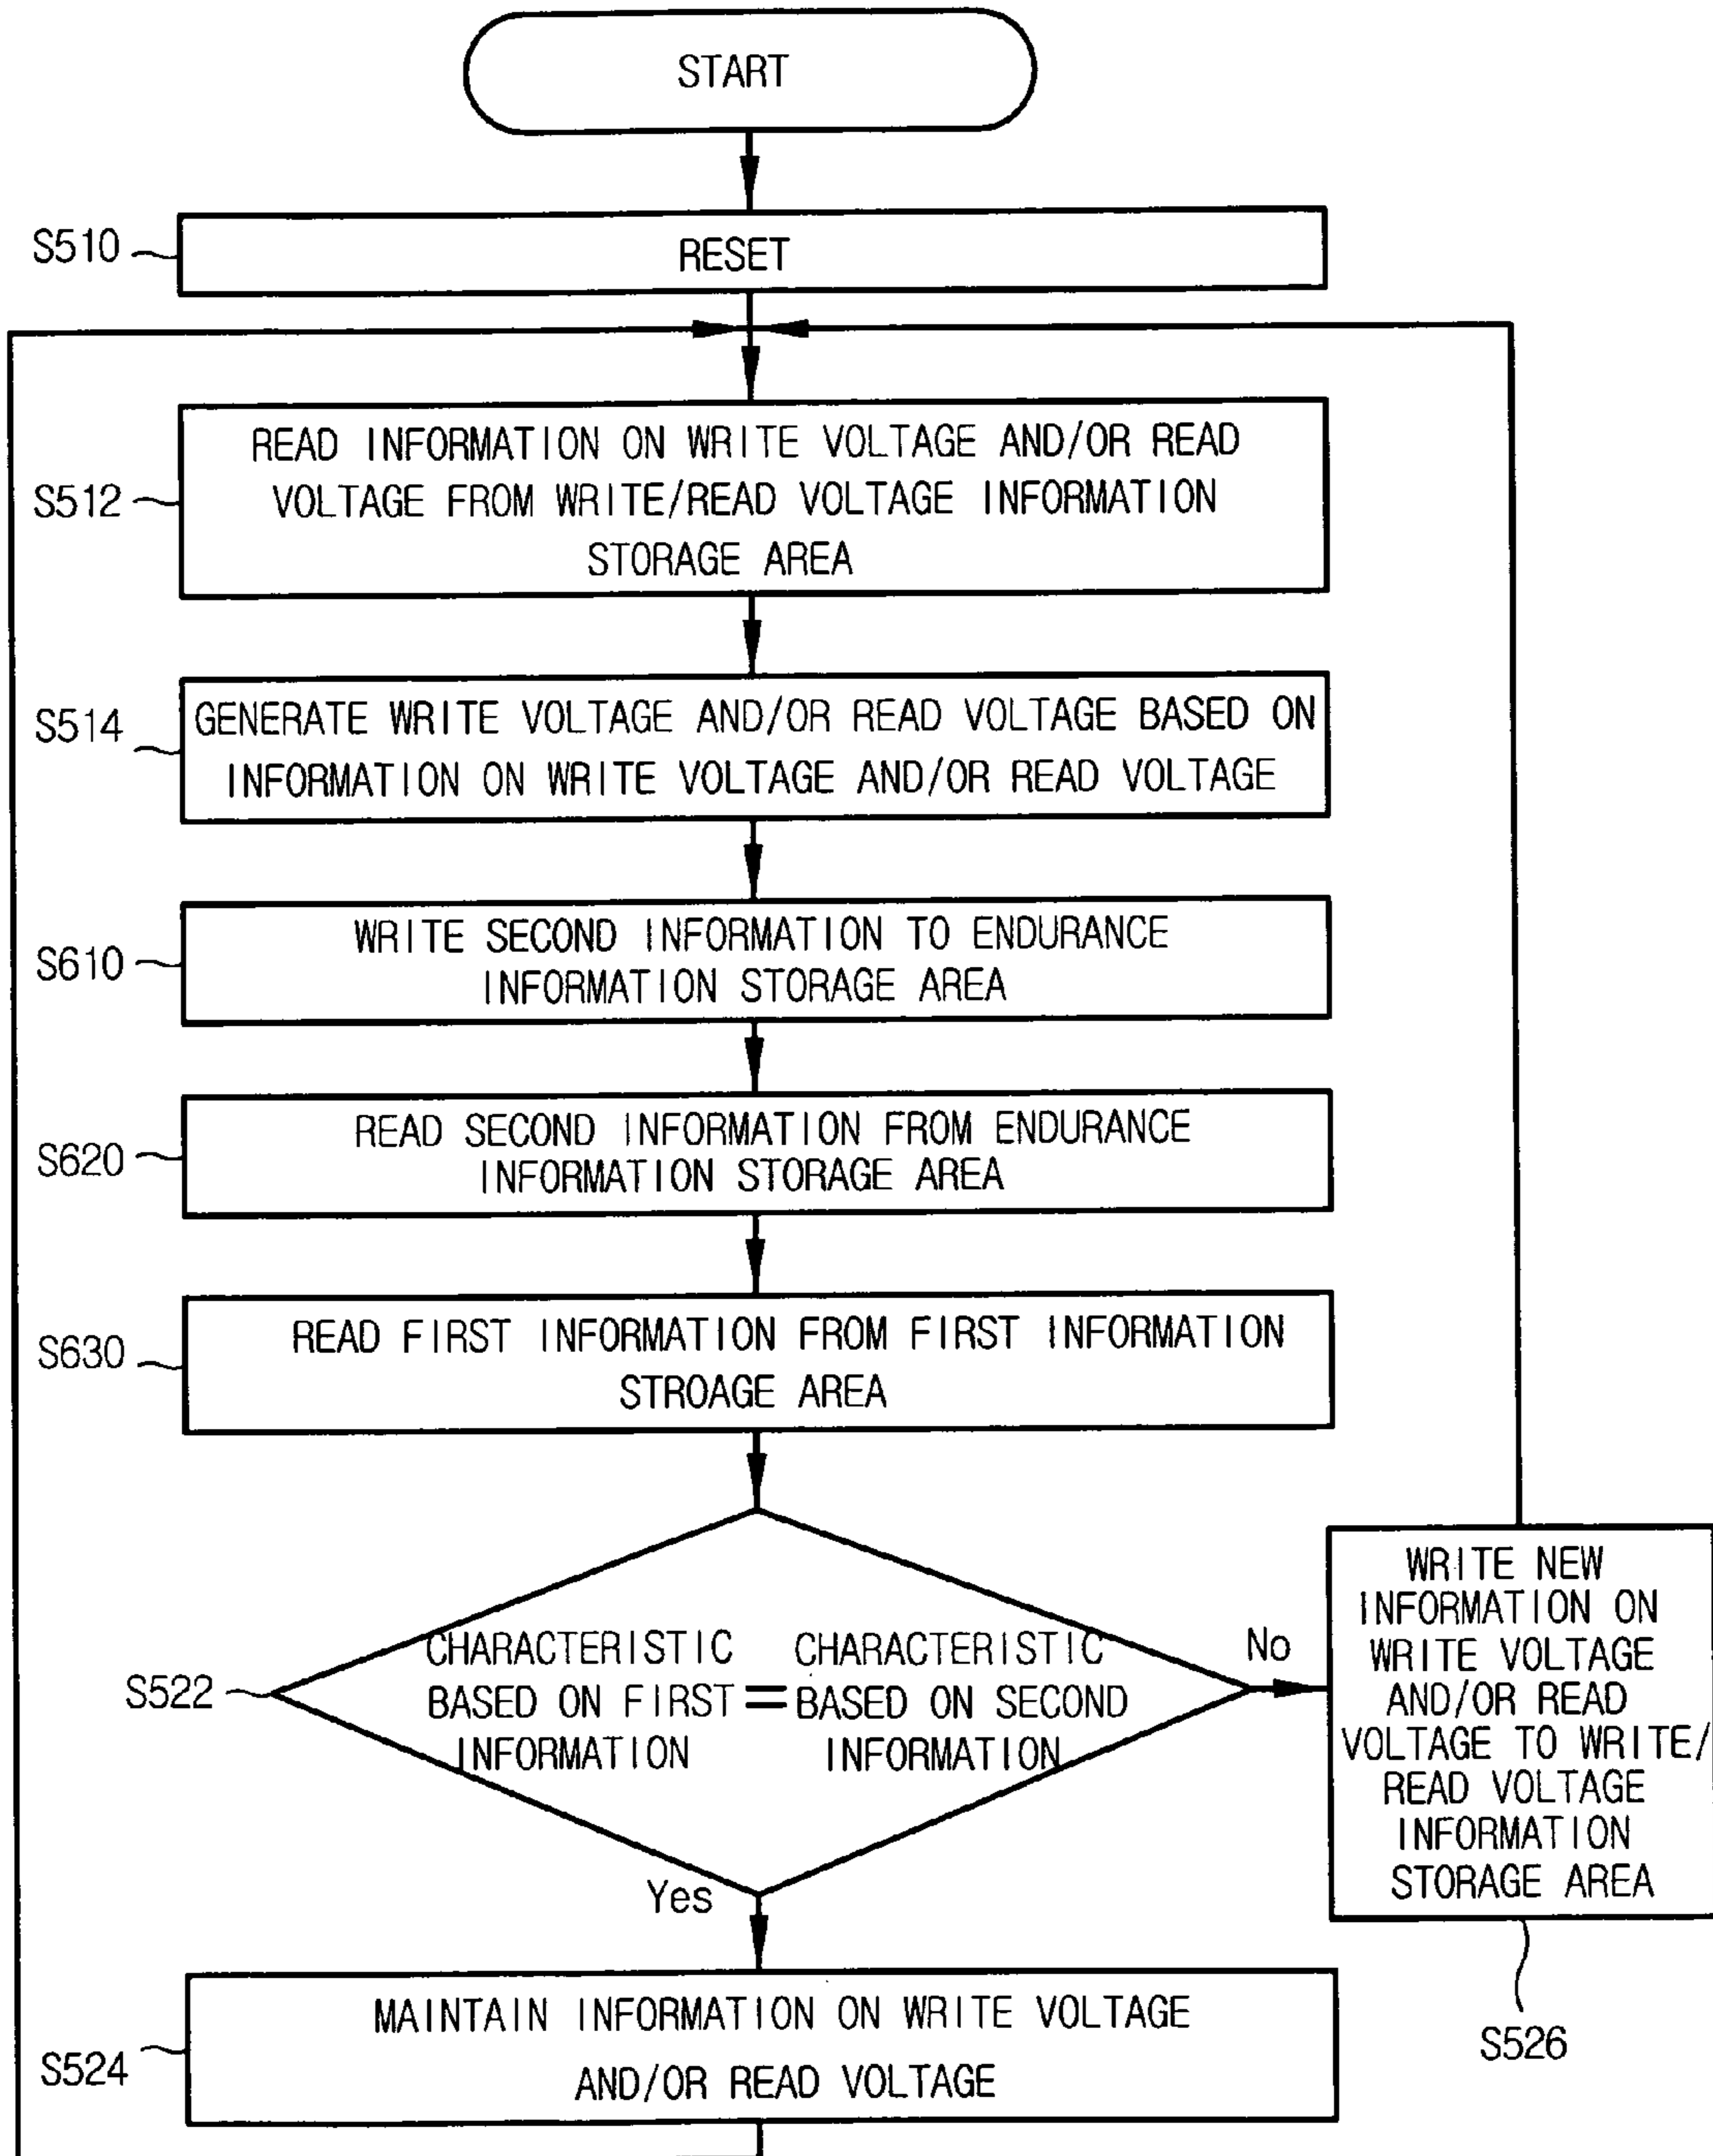 START
S510
RESET
S512
READ INFORMATION ON WRITE VOLTAGE AND/OR READ
VOLTAGE FROM WRITE/READ VOLTAGE INFORMATION
STORAGE AREA
S514
GENERATE WRITE VOLTAGE AND/OR READ VOLTAGE BASED ON
INFORMATION ON WRITE VOLTAGE AND/OR READ VOLTAGE
S610
WRITE SECOND INFORMATION TO ENDURANCE
INFORMATION STORAGE AREA
S620
READ SECOND INFORMATION FROM ENDURANCE
INFORMATION STORAGE AREA
S630
READ FIRST INFORMATION FROM FIRST INFORMATION
STROAGE AREA
S522
CHARACTERISTIC
BASED ON FIRST
INFORMATION
=
CHARACTERISTIC
BASED ON SECOND
INFORMATION
No
WRITE NEW
INFORMATION ON
WRITE VOLTAGE
AND/OR READ
VOLTAGE TO WRITE/
READ VOLTAGE
INFORMATION
STORAGE AREA
S526
Yes
S524
MAINTAIN INFORMATION ON WRITE VOLTAGE
AND/OR READ VOLTAGE